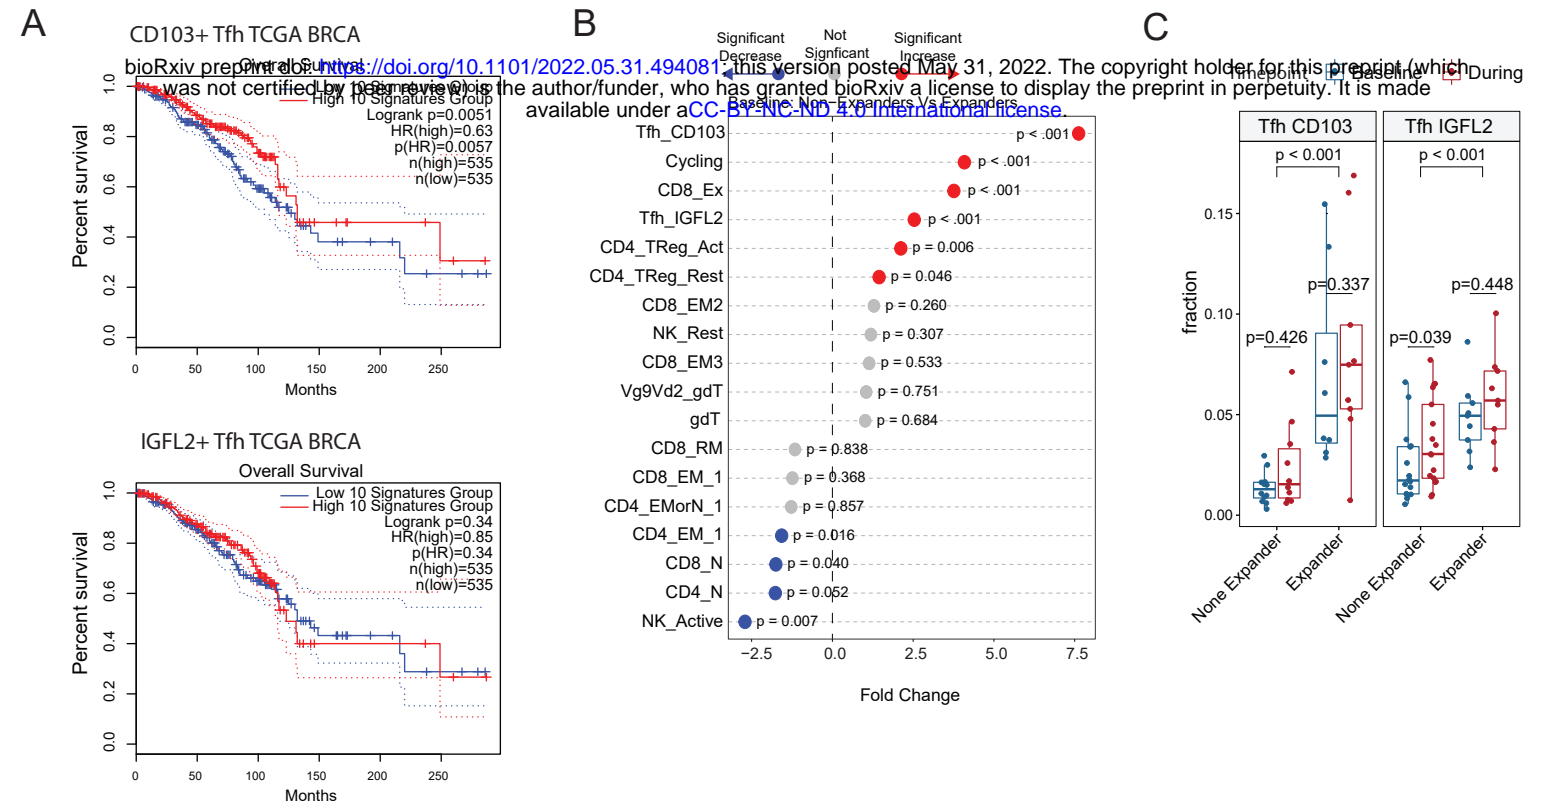 A
CD103+ Tfh TCGA BRCA
bioRxiv preprint doi: https://doi.org/10.1101/2022.05.31.494081; this version posted May 31, 2022. The copyright holder for this preprint (which
was not certified by peer review) is the author/funder, who has granted bioRxiv a license to display the preprint in perpetuity. It is made
available under aCC-BY-NC-ND 4.0 International license.
Overall Survival
Low 10 Signatures Group
High 10 Signatures Group
Logrank p=0.0051
HR(high)=0.63
p(HR)=0.0057
n(high)=535
n(low)=535
Percent survival
1.0
0.8
0.6
0.4
0.2
0.0
0 50 100 150 200 250
Months
IGFL2+ Tfh TCGA BRCA
Overall Survival
Low 10 Signatures Group
High 10 Signatures Group
Logrank p=0.34
HR(high)=0.85
p(HR)=0.34
n(high)=535
n(low)=535
Percent survival
1.0
0.8
0.6
0.4
0.2
0.0
0 50 100 150 200 250
Months
B
Significant Decrease
Not Signficant
Significant Increase
Baseline: Non-Expanders Vs Expanders
Tfh_CD103 p < .001
Cycling p < .001
CD8_Ex p < .001
Tfh_IGFL2 p < .001
CD4_TReg_Act p = 0.006
CD4_TReg_Rest p = 0.046
CD8_EM2 p = 0.260
NK_Rest p = 0.307
CD8_EM3 p = 0.533
Vg9Vd2_gdT p = 0.751
gdT p = 0.684
CD8_RM p = 0.838
CD8_EM_1 p = 0.368
CD4_EMorN_1 p = 0.857
CD4_EM_1 p = 0.016
CD8_N p = 0.040
CD4_N p = 0.052
NK_Active p = 0.007
−2.5 0.0 2.5 5.0 7.5
Fold Change
C
Timepoint Baseline During
Tfh CD103 Tfh IGFL2
p < 0.001 p < 0.001
p=0.426 p=0.337 p=0.039 p=0.448
fraction
0.15
0.10
0.05
0.00
None Expander Expander None Expander Expander